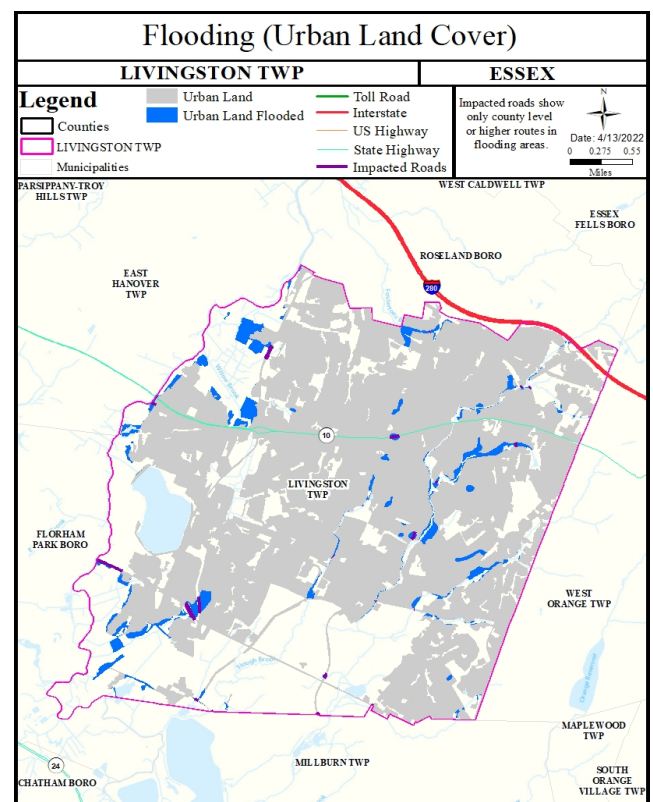 Flooding (Urban Land Cover)
LIVINGSTON TWP
ESSEX
Legend
Counties
LIVINGSTON TWP
Municipalities
Urban Land
Urban Land Flooded
Toll Road
Interstate
US Highway
State Highway
Impacted Roads
Impacted roads show
only county level
or higher routes in
flooding areas.
N
Date: 4/13/2022
0 0.275 0.55
Miles
PARSIPPANY-TROY
HILLS TWP
WEST CALDWELL TWP
ESSEX
FELLS BORO
ROSELAND BORO
EAST
HANOVER
TWP
280
10
LIVINGSTON
TWP
FLORHAM
PARK BORO
WEST
ORANGE TWP
Slough Brook
Orange Reservoir
MAPLEWOOD
TWP
MILLBURN TWP
24
CHATHAM BORO
SOUTH
ORANGE
VILLAGE TWP